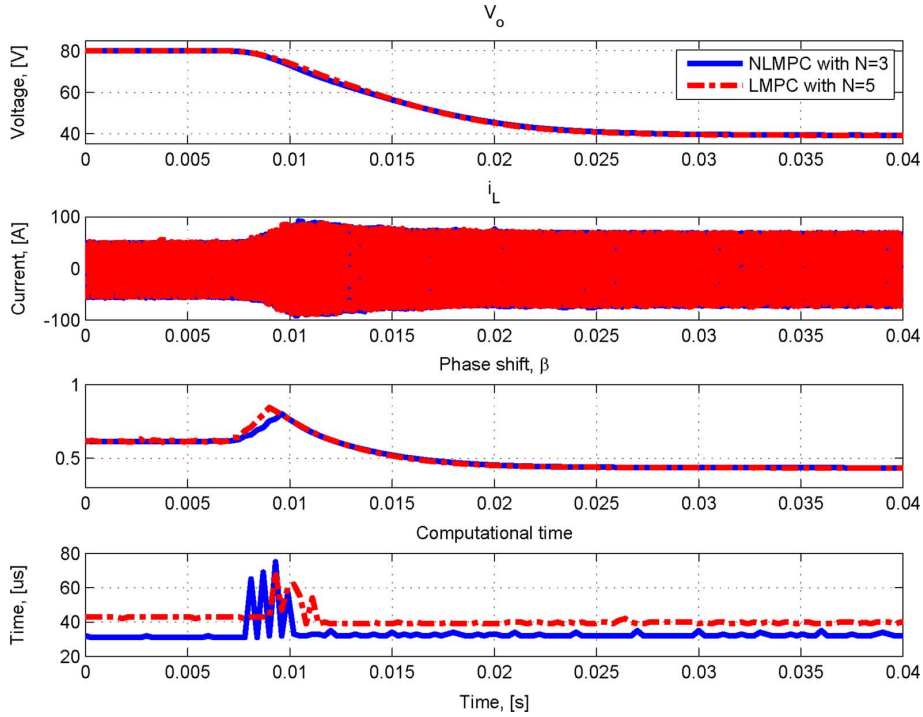 V_o
Voltage, [V]
80
60
40
NLMPC with N=3
LMPC with N=5
0 0.005 0.01 0.015 0.02 0.025 0.03 0.035 0.04
i_L
Current, [A]
100
0
-100
0 0.005 0.01 0.015 0.02 0.025 0.03 0.035 0.04
Phase shift, β
1
0.5
0 0.005 0.01 0.015 0.02 0.025 0.03 0.035 0.04
Computational time
Time, [us]
80
60
40
20
0 0.005 0.01 0.015 0.02 0.025 0.03 0.035 0.04
Time, [s]